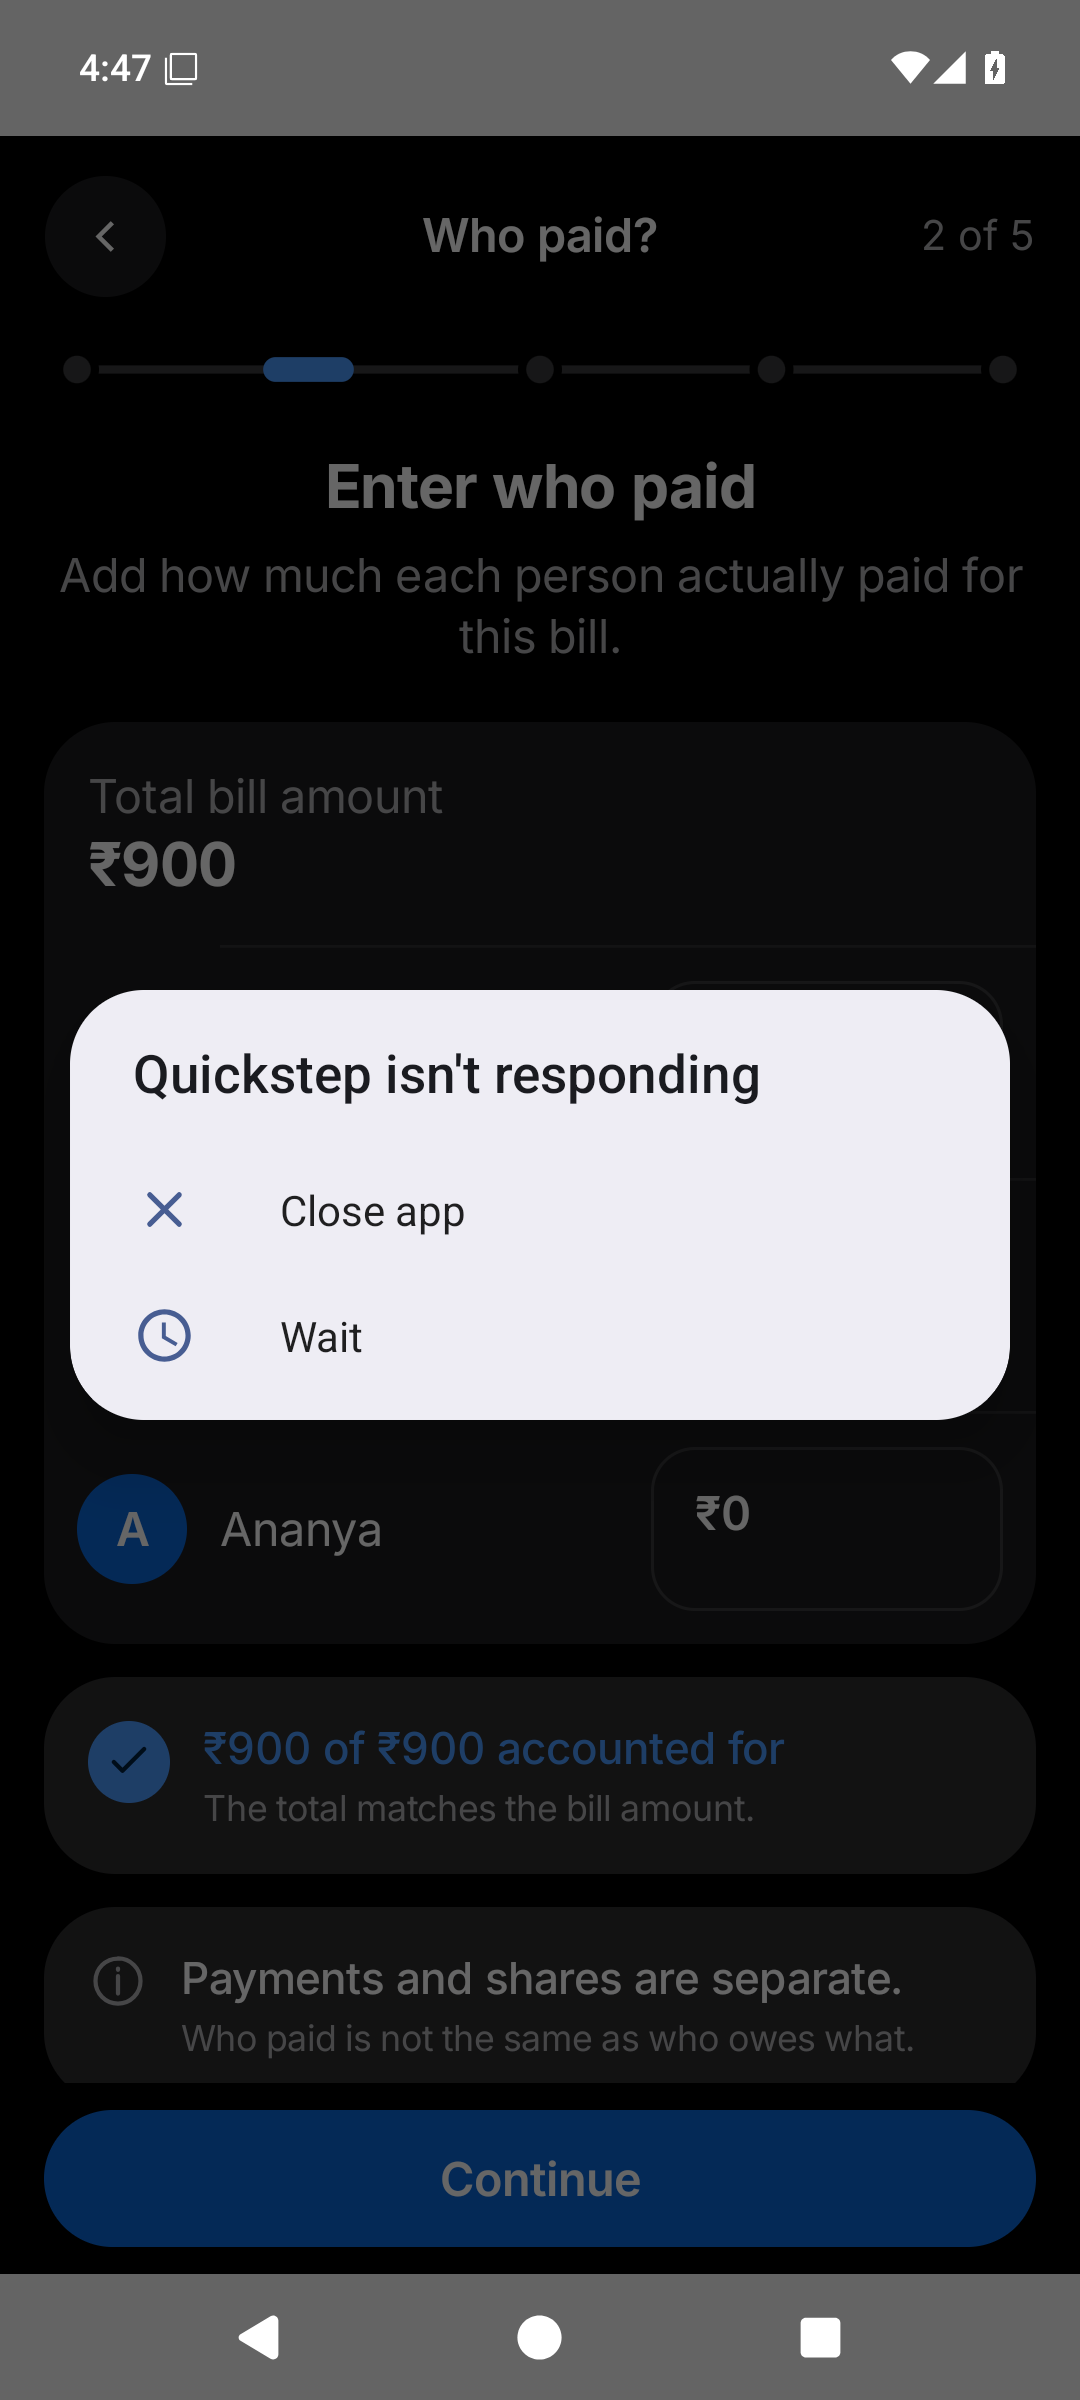 4:47
Who paid?
2 of 5
Enter who paid
Add how much each person actually paid for
this bill.
Total bill amount
₹900
Quickstep isn't responding
Close app
Wait
A
Ananya
₹0
₹900 of ₹900 accounted for
The total matches the bill amount.
Payments and shares are separate.
Who paid is not the same as who owes what.
Continue